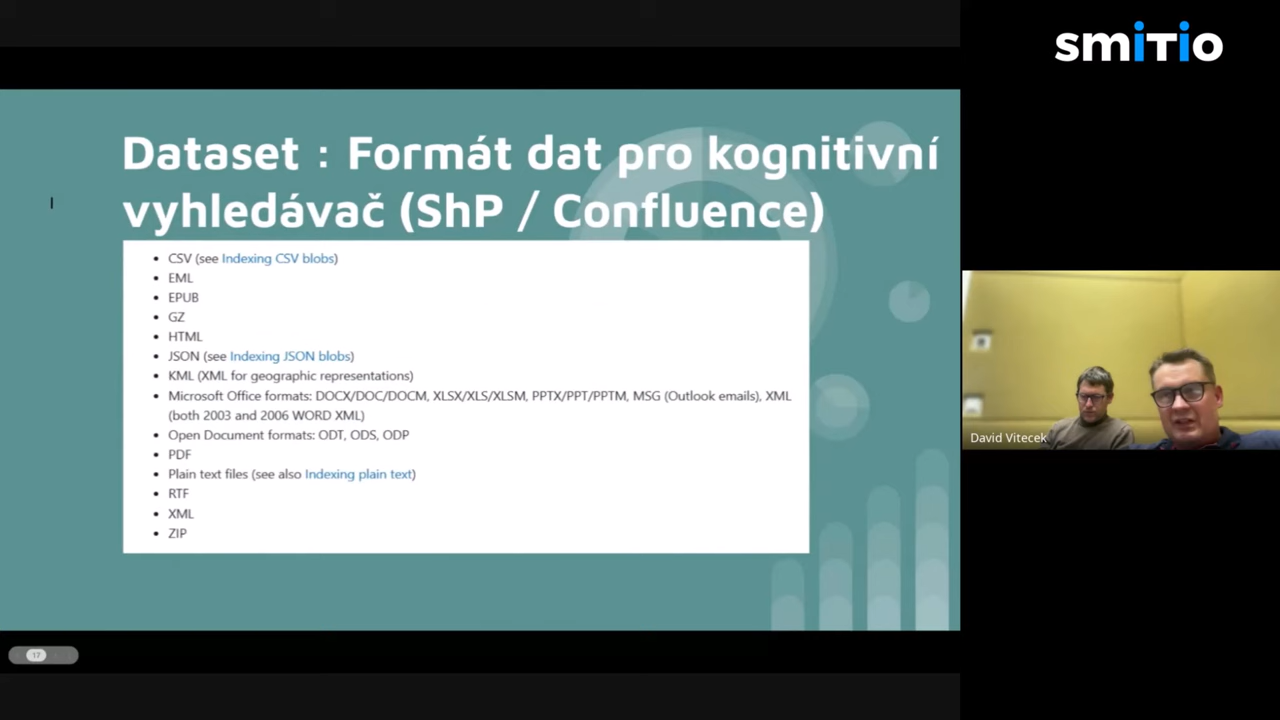 smiTio
Dataset : Formát dat pro kognitivní
vyhledávač (ShP / Confluence)
• CSV (see Indexing CSV blobs)
• EML
• EPUB
• GZ
• HTML
• JSON (see Indexing JSON blobs)
• KML (XML for geographic representations)
• Microsoft Office formats: DOCX/DOC/DOCM, XLSX/XLS/XLSM, PPTX/PPT/PPTM, MSG (Outlook emails), XML
(both 2003 and 2006 WORD XML)
• Open Document formats: ODT, ODS, ODP
• PDF
• Plain text files (see also Indexing plain text)
• RTF
• XML
• ZIP
David Vitecek
17